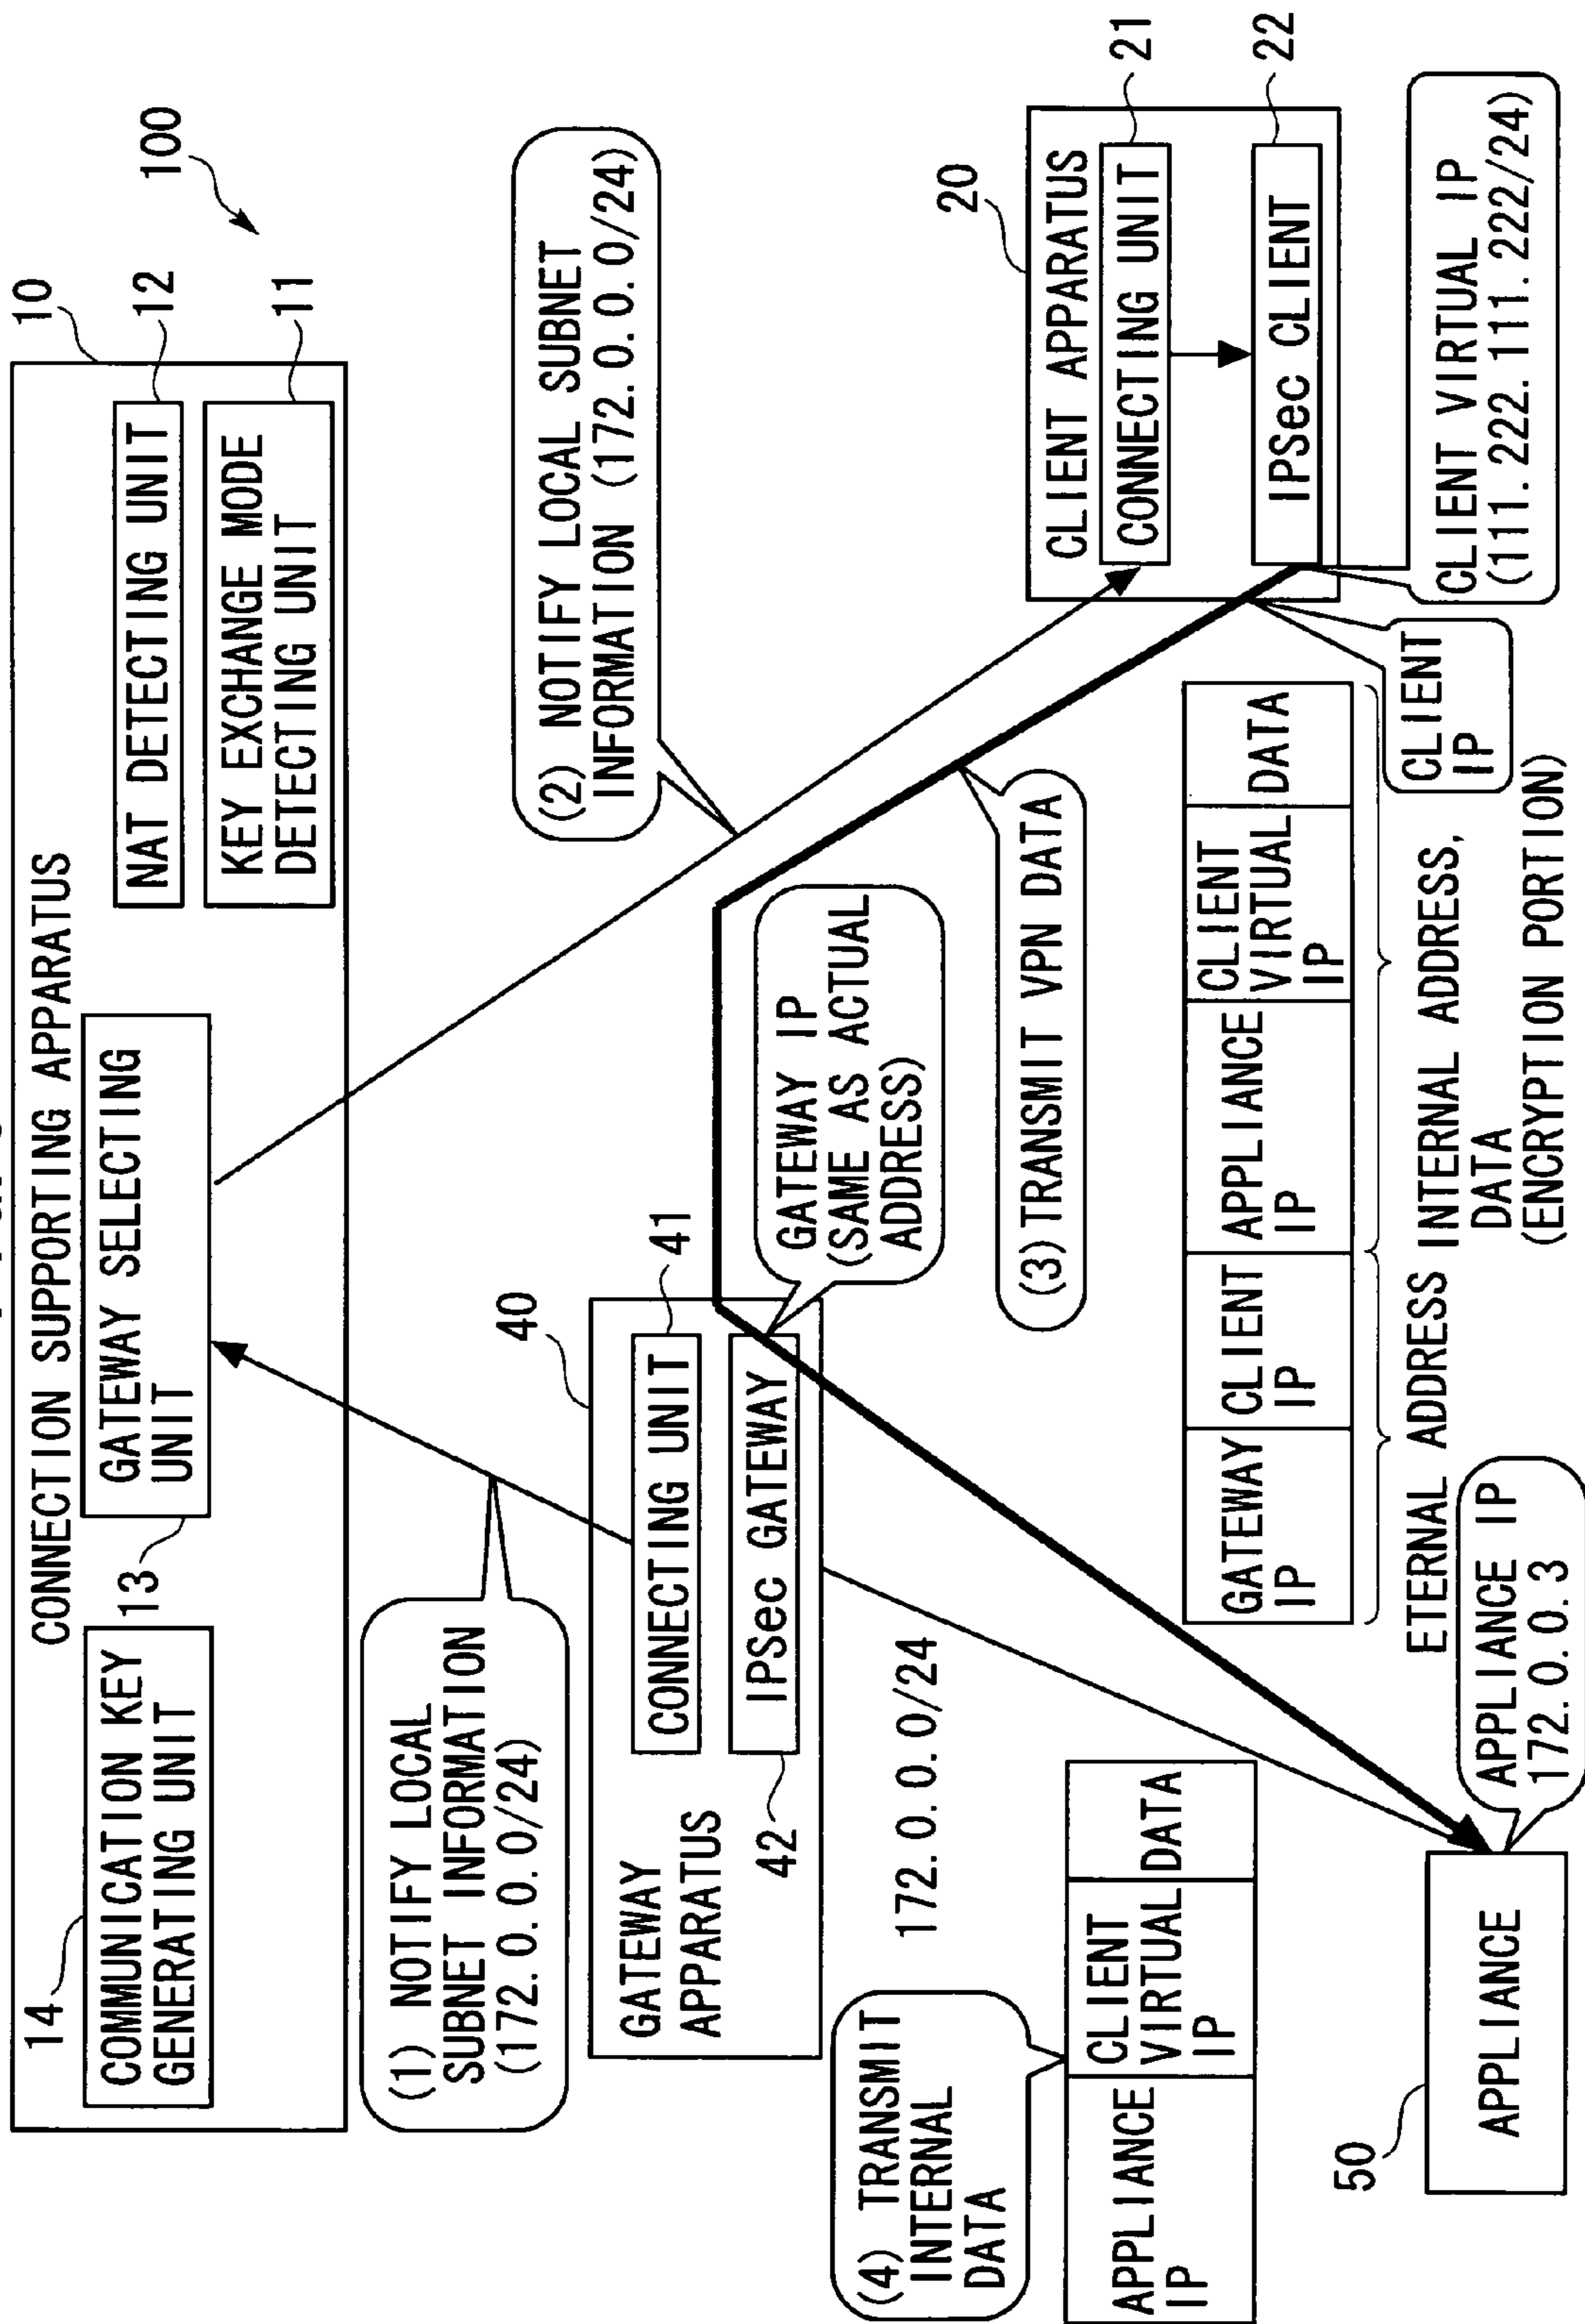 CONNECTION SUPPORTING APPARATUS
10
100
14
COMMUNICATION KEY
GENERATING UNIT
13
GATEWAY SELECTING
UNIT
NAT DETECTING UNIT
12
KEY EXCHANGE MODE
DETECTING UNIT
11
(1) NOTIFY LOCAL
SUBNET INFORMATION
(172.0.0.0/24)
(2) NOTIFY LOCAL SUBNET
INFORMATION (172.0.0.0/24)
40
GATEWAY
APPARATUS
CONNECTING UNIT
41
IPSec GATEWAY
42
GATEWAY IP
(SAME AS ACTUAL
ADDRESS)
20
CLIENT APPARATUS
CONNECTING UNIT
21
IPSec CLIENT
22
(3) TRANSMIT VPN DATA
172.0.0.0/24
(4) TRANSMIT
INTERNAL
DATA
APPLIANCE
IP
CLIENT
VIRTUAL
IP
DATA
GATEWAY
IP
CLIENT
IP
APPLIANCE
IP
CLIENT
VIRTUAL
IP
DATA
ETERNAL ADDRESS
INTERNAL ADDRESS,
DATA
(ENCRYPTION PORTION)
CLIENT
IP
CLIENT VIRTUAL IP
(111.222.111.222/24)
50
APPLIANCE
APPLIANCE IP
172.0.0.3